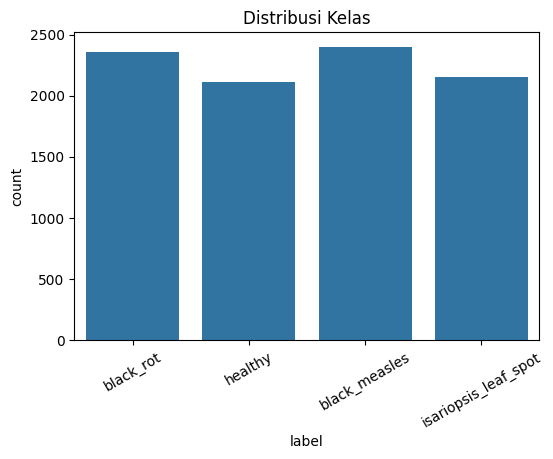 Distribusi Kelas
2500
2000
1500
1000
500
0
count
black_rot
healthy
black_measles
isariopsis_leaf_spot
label